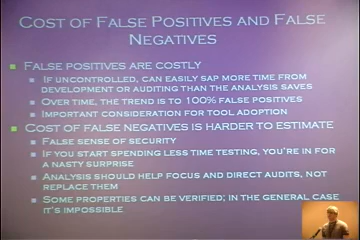 Cost of False Positives and False
Negatives
False positives are costly
If uncontrolled, can easily sap more time from
development or auditing than the analysis saves
Over time, the trend is to 100% false positives
Important consideration for tool adoption
Cost of false negatives is harder to estimate
False sense of security
If you start spending less time testing, you're in for
a nasty surprise
Analysis should help focus and direct audits, not
replace them
Some properties can be verified; in the general case
it's impossible